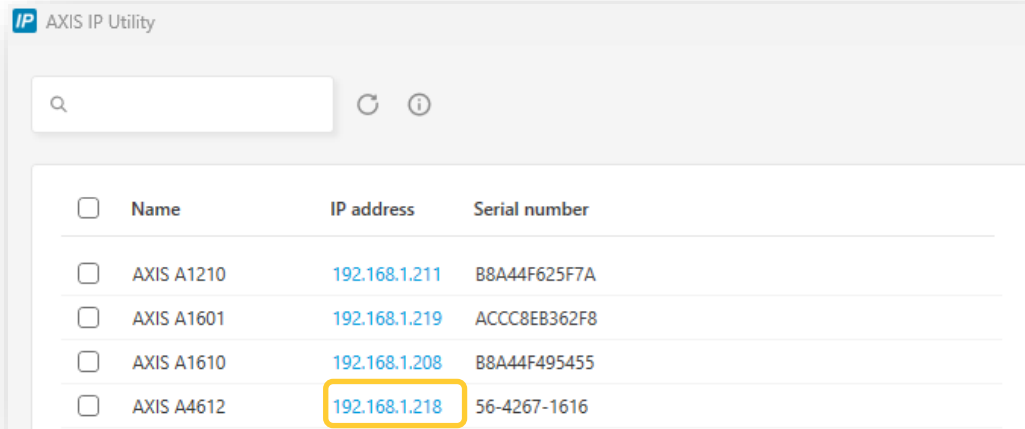 IP AXIS IP Utility
Name IP address Serial number
AXIS A1210 192.168.1.211 B8A44F625F7A
AXIS A1601 192.168.1.219 ACCC8EB362F8
AXIS A1610 192.168.1.208 B8A44F495455
AXIS A4612 192.168.1.218 56-4267-1616